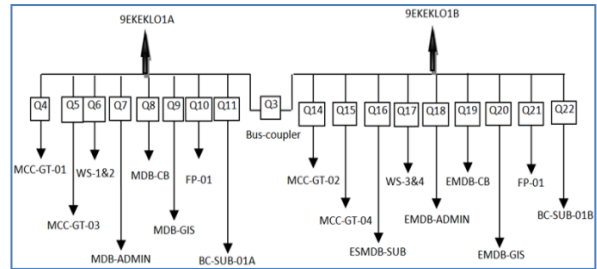 9EKEKLO1A
9EKEKLO1B
Q4
Q5
Q6
Q7
Q8
Q9
Q10
Q11
Q3
Q14
Q15
Q16
Q17
Q18
Q19
Q20
Q21
Q22
Bus-coupler
MCC-GT-01
WS-1&2
MDB-CB
FP-01
MCC-GT-02
WS-3&4
EMDB-CB
FP-01
MCC-GT-03
MDB-GIS
MCC-GT-04
EMDB-ADMIN
BC-SUB-01B
MDB-ADMIN
BC-SUB-01A
ESMDB-SUB
EMDB-GIS